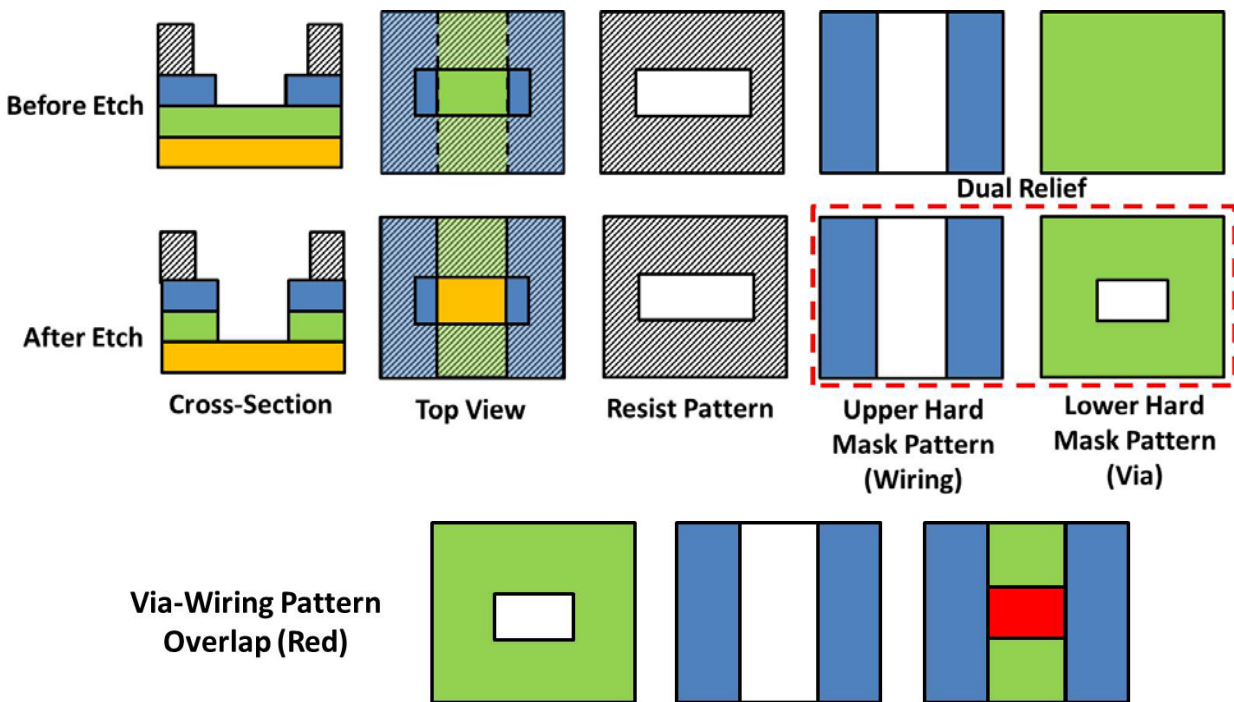 Before Etch
Dual Relief
After Etch
Cross-Section
Top View
Resist Pattern
Upper Hard
Mask Pattern
(Wiring)
Lower Hard
Mask Pattern
(Via)
Via-Wiring Pattern
Overlap (Red)